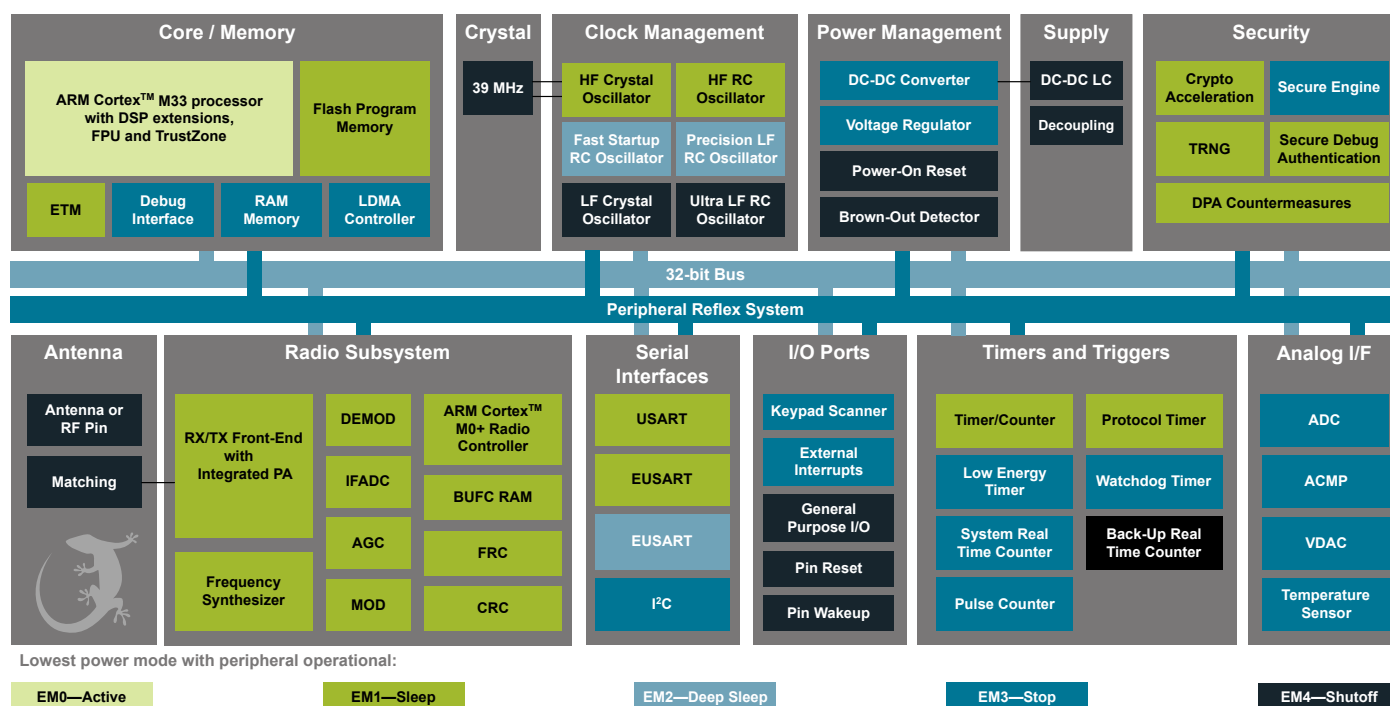 Core / Memory
ARM Cortex™ M33 processor
with DSP extensions,
FPU and TrustZone
Flash Program
Memory
ETM
Debug
Interface
RAM
Memory
LDMA
Controller
Crystal
39 MHz
Clock Management
HF Crystal
Oscillator
HF RC
Oscillator
Fast Startup
RC Oscillator
Precision LF
RC Oscillator
LF Crystal
Oscillator
Ultra LF RC
Oscillator
Power Management
DC-DC Converter
Voltage Regulator
Power-On Reset
Brown-Out Detector
Supply
DC-DC LC
Decoupling
Security
Crypto
Acceleration
Secure Engine
TRNG
Secure Debug
Authentication
DPA Countermeasures
32-bit Bus
Peripheral Reflex System
Antenna
Antenna or
RF Pin
Matching
Radio Subsystem
RX/TX Front-End
with
Integrated PA
Frequency
Synthesizer
DEMOD
IFADC
AGC
MOD
ARM Cortex™
M0+ Radio
Controller
BUFC RAM
FRC
CRC
Serial
Interfaces
USART
EUSART
EUSART
I²C
I/O Ports
Keypad Scanner
External
Interrupts
General
Purpose I/O
Pin Reset
Pin Wakeup
Timers and Triggers
Timer/Counter
Protocol Timer
Low Energy
Timer
Watchdog Timer
System Real
Time Counter
Back-Up Real
Time Counter
Pulse Counter
Analog I/F
ADC
ACMP
VDAC
Temperature
Sensor
Lowest power mode with peripheral operational:
EM0—Active
EM1—Sleep
EM2—Deep Sleep
EM3—Stop
EM4—Shutoff